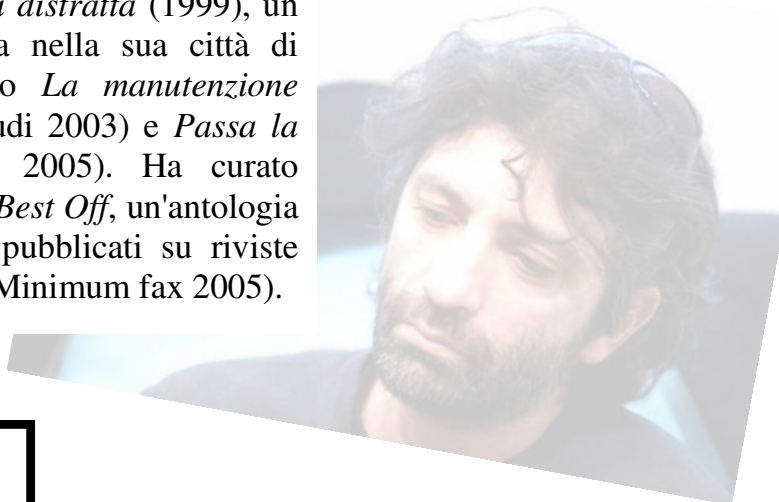 distratta (1999), un
a nella sua città di
o La manutenzione
udi 2003) e Passa la
2005). Ha curato
Best Off, un'antologia
pubblicati su riviste
Minimum fax 2005).